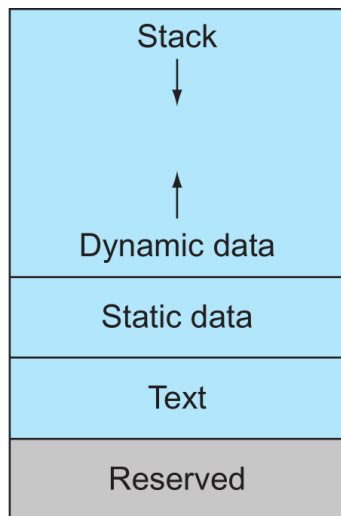 Stack
Dynamic data
Static data
Text
Reserved